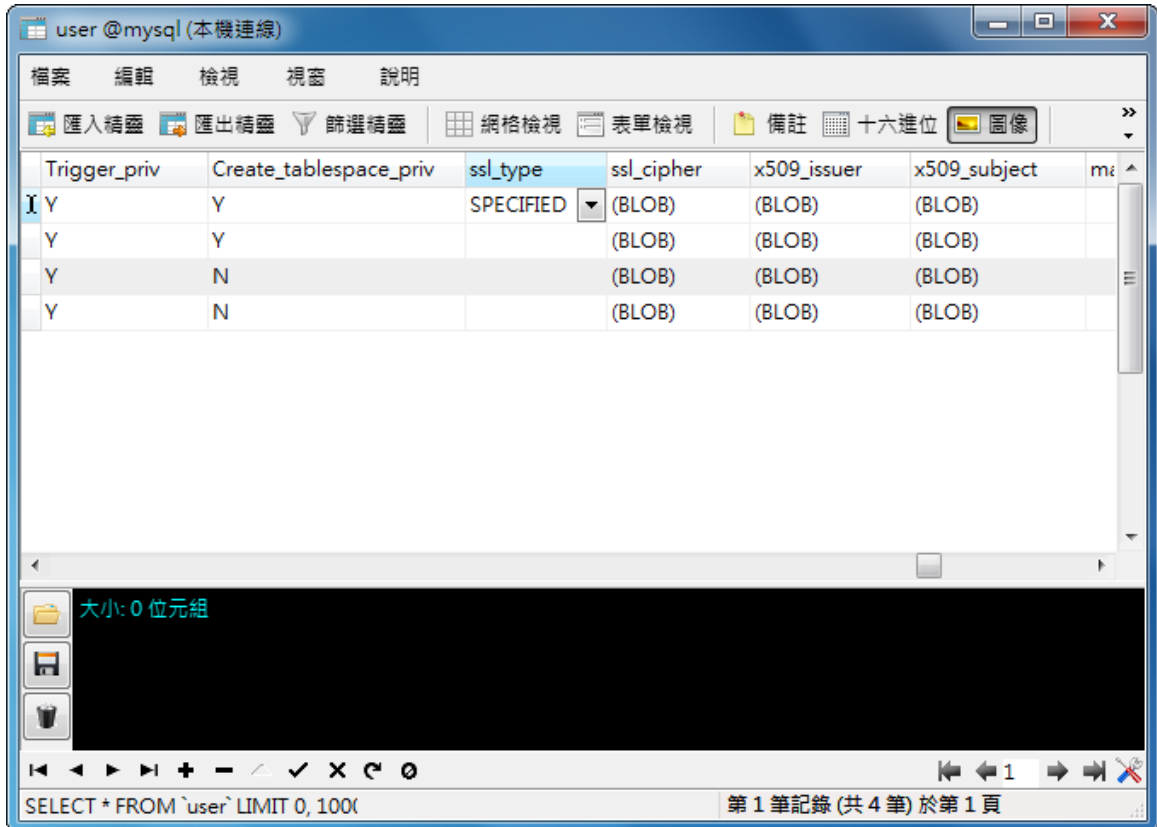 user @mysql (本機連線)
檔案 編輯 檢視 視窗 說明
匯入精靈 匯出精靈 篩選精靈 網格檢視 表單檢視 備註 十六進位 圖像
Trigger_priv Create_tablespace_priv ssl_type ssl_cipher x509_issuer x509_subject
Y Y SPECIFIED (BLOB) (BLOB) (BLOB)
Y Y (BLOB) (BLOB) (BLOB)
Y N (BLOB) (BLOB) (BLOB)
Y N (BLOB) (BLOB) (BLOB)
大小: 0 位元組
1
SELECT * FROM `user` LIMIT 0, 100 第 1 筆記錄 (共 4 筆) 於第 1 頁